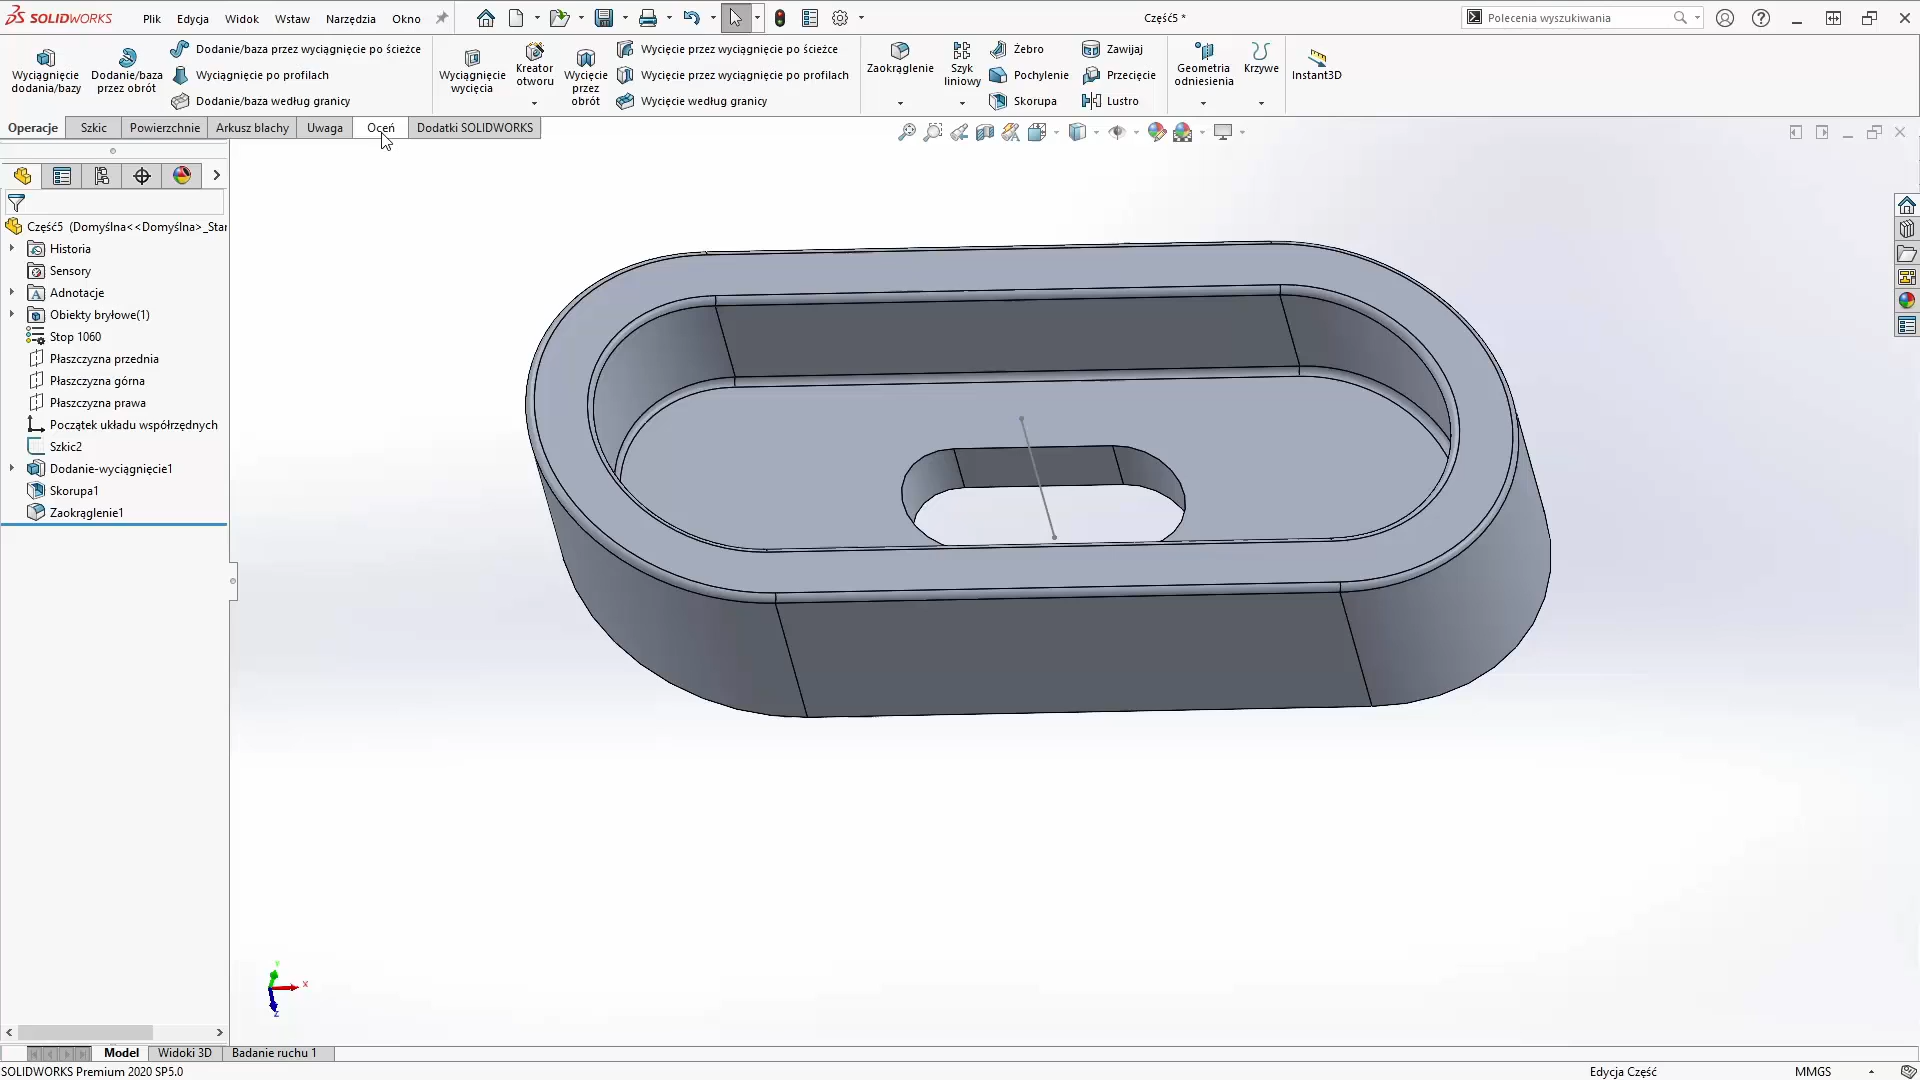 SOLIDWORKS Plik Edycja Widok Wstaw Narzędzia Okno Część5 * Polecenia wyszukiwania
Wyciągnięcie dodania/bazy
Dodanie/baza przez obrót
Dodanie/baza przez wyciągnięcie po ścieżce
Wyciągnięcie po profilach
Dodanie/baza według granicy
Wyciągnięcie wycięcia
Kreator otworu
Wycięcie przez obrót
Wycięcie przez wyciągnięcie po ścieżce
Wycięcie przez wyciągnięcie po profilach
Wycięcie według granicy
Zaokrąglenie
Szyk liniowy
Żebro
Pochylenie
Skorupa
Zawijaj
Przecięcie
Lustro
Geometria odniesienia
Krzywe
Instant3D
Operacje Szkic Powierzchnie Arkusz blachy Uwaga Oceń Dodatki SOLIDWORKS
Część5 (Domyślna<<Domyślna>_Star
Historia
Sensory
Adnotacje
Obiekty bryłowe(1)
Stop 1060
Płaszczyzna przednia
Płaszczyzna górna
Płaszczyzna prawa
Początek układu współrzędnych
Szkic2
Dodanie-wyciągnięcie1
Skorupa1
Zaokrąglenie1
Y
X
Z
Model Widoki 3D Badanie ruchu 1
SOLIDWORKS Premium 2020 SP5.0 Edycja Część MMGS